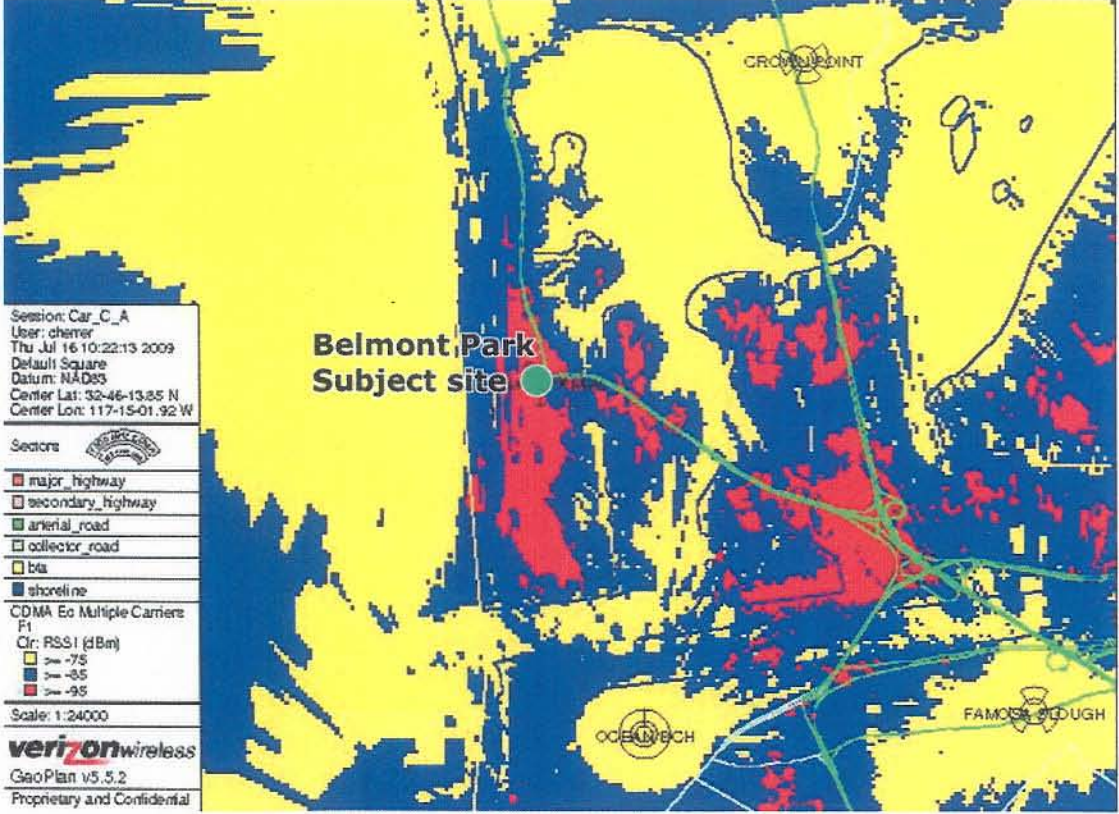 CROWN POINT
Belmont Park
Subject site
Session: Car_C_A
User: cherrer
Thu Jul 16 10:22:13 2009
Default Square
Datum: NAD83
Center Lat: 32-46-13.85 N
Center Lon: 117-15-01.92 W
Sectors
major_highway
secondary_highway
arterial_road
collector_road
bta
shoreline
CDMA Ec Multiple Carriers
F1
Clr: RSSI (dBm)
>= -75
>= -85
>= -95
Scale: 1:24000
verizonwireless
GeoPlan v5.5.2
Proprietary and Confidential
OCEAN BCH
FAMOSA SLOUGH